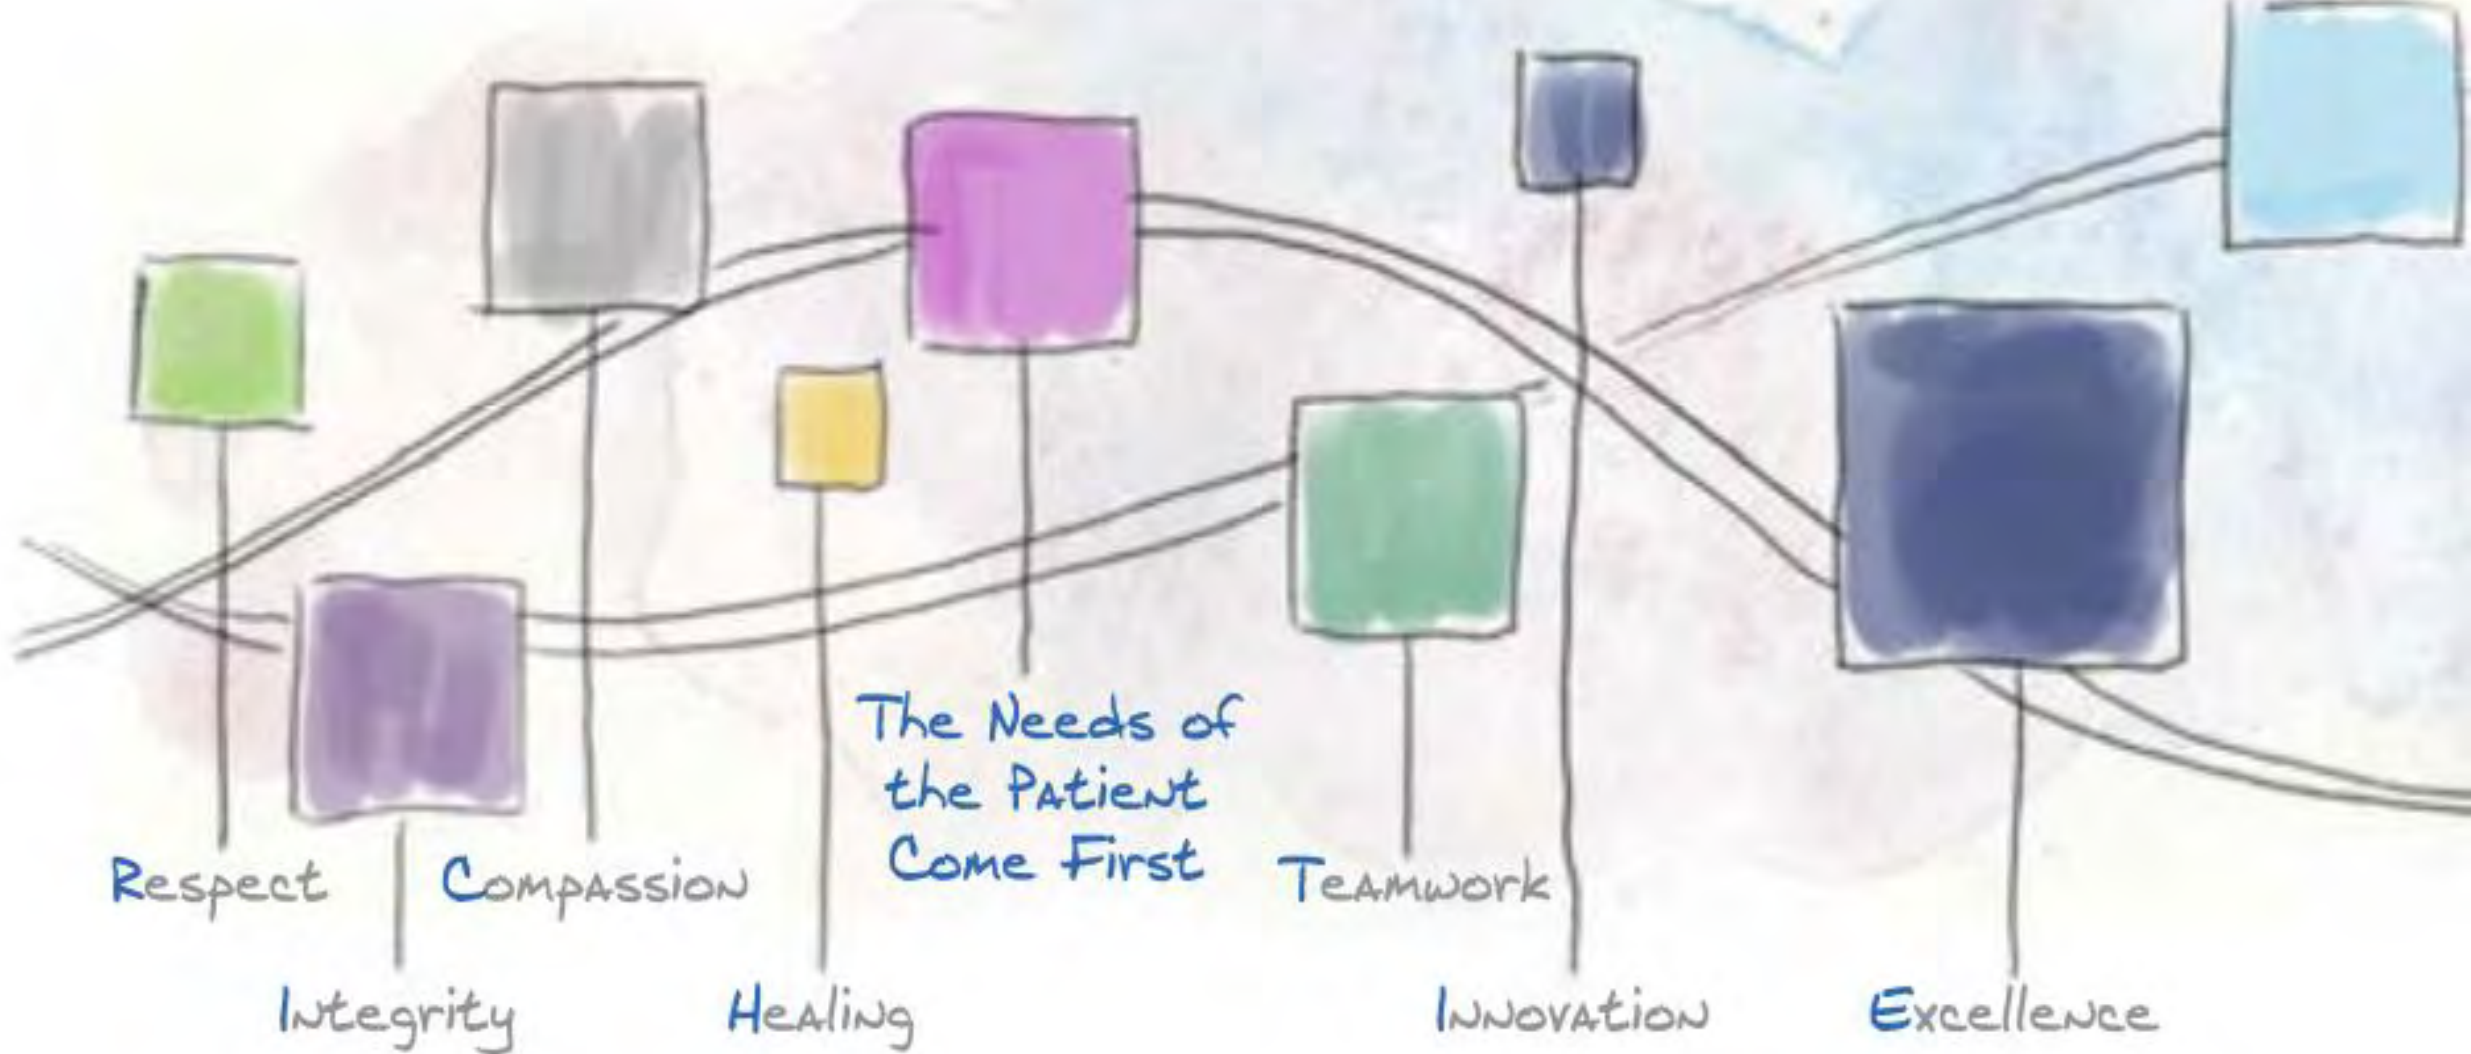 Respect
Integrity
Compassion
Healing
The Needs of
the Patient
Come First
Teamwork
Innovation
Excellence